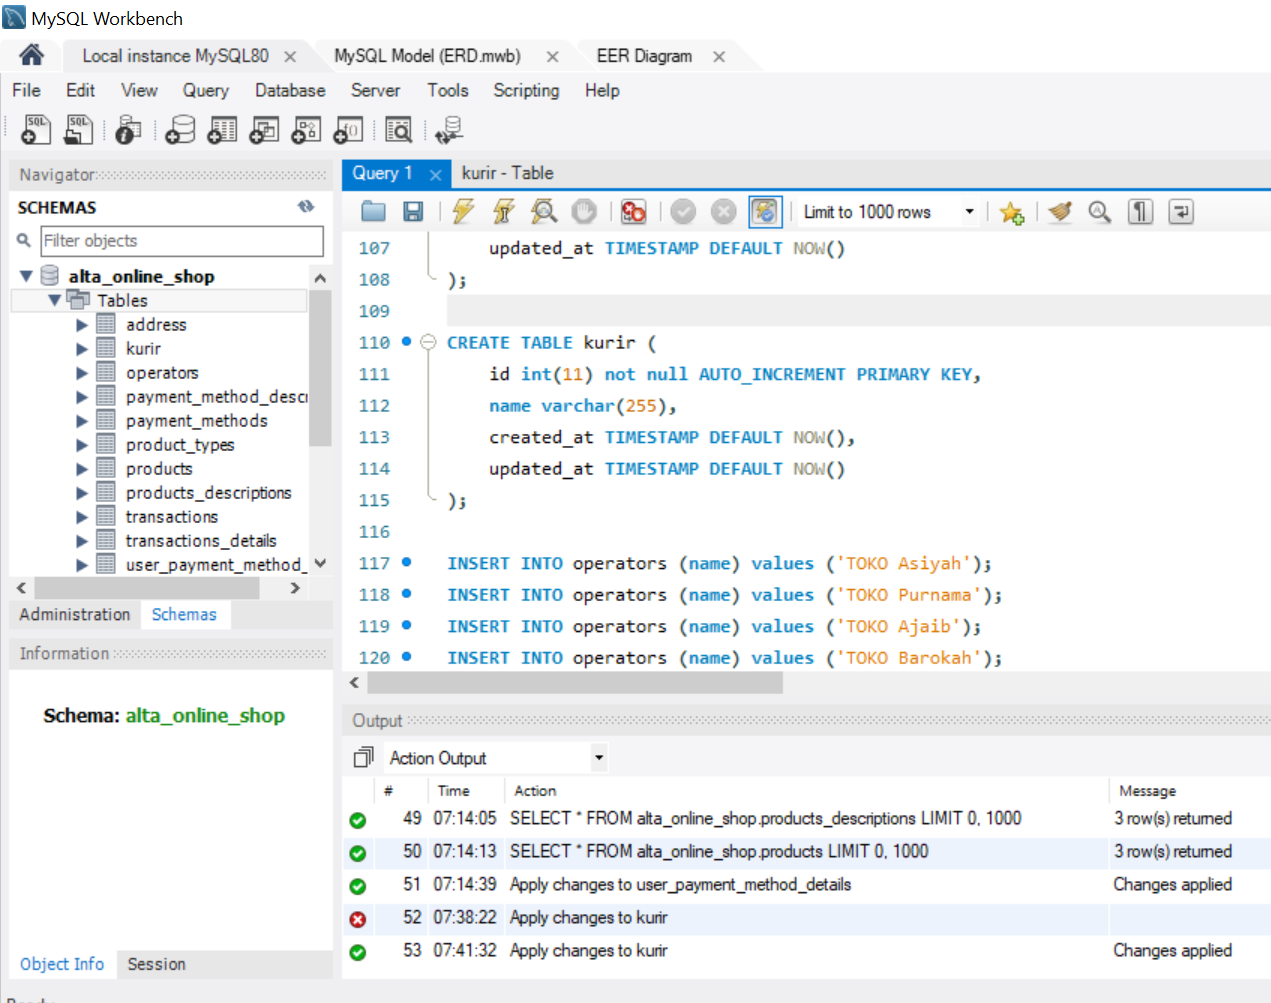 MySQL Workbench
Local instance MySQL80
MySQL Model (ERD.mwb)
EER Diagram
File Edit View Query Database Server Tools Scripting Help
Navigator
SCHEMAS
Filter objects
alta_online_shop
Tables
address
kurir
operators
payment_method_descr
payment_methods
product_types
products
products_descriptions
transactions
transactions_details
user_payment_method_
Administration Schemas
Information
Schema: alta_online_shop
Object Info Session
Query 1 kurir - Table
Limit to 1000 rows
107 updated_at TIMESTAMP DEFAULT NOW()
108 );
109
110 CREATE TABLE kurir (
111 id int(11) not null AUTO_INCREMENT PRIMARY KEY,
112 name varchar(255),
113 created_at TIMESTAMP DEFAULT NOW(),
114 updated_at TIMESTAMP DEFAULT NOW()
115 );
116
117 INSERT INTO operators (name) values ('TOKO Asiyah');
118 INSERT INTO operators (name) values ('TOKO Purnama');
119 INSERT INTO operators (name) values ('TOKO Ajaib');
120 INSERT INTO operators (name) values ('TOKO Barokah');
Output
Action Output
# Time Action Message
49 07:14:05 SELECT * FROM alta_online_shop.products_descriptions LIMIT 0, 1000 3 row(s) returned
50 07:14:13 SELECT * FROM alta_online_shop.products LIMIT 0, 1000 3 row(s) returned
51 07:14:39 Apply changes to user_payment_method_details Changes applied
52 07:38:22 Apply changes to kurir
53 07:41:32 Apply changes to kurir Changes applied